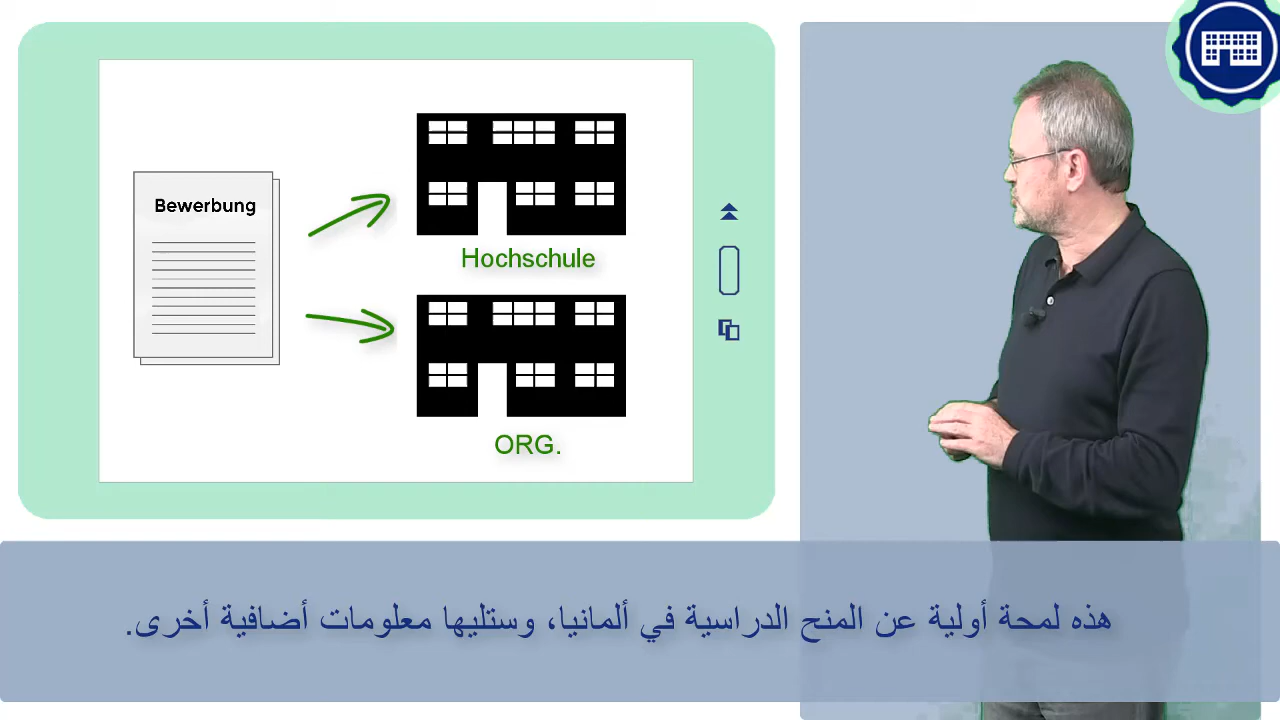 Bewerbung
Hochschule
ORG.
هذه لمحة أولية عن المنح الدراسية في ألمانيا، وستليها معلومات أضافية أخرى.